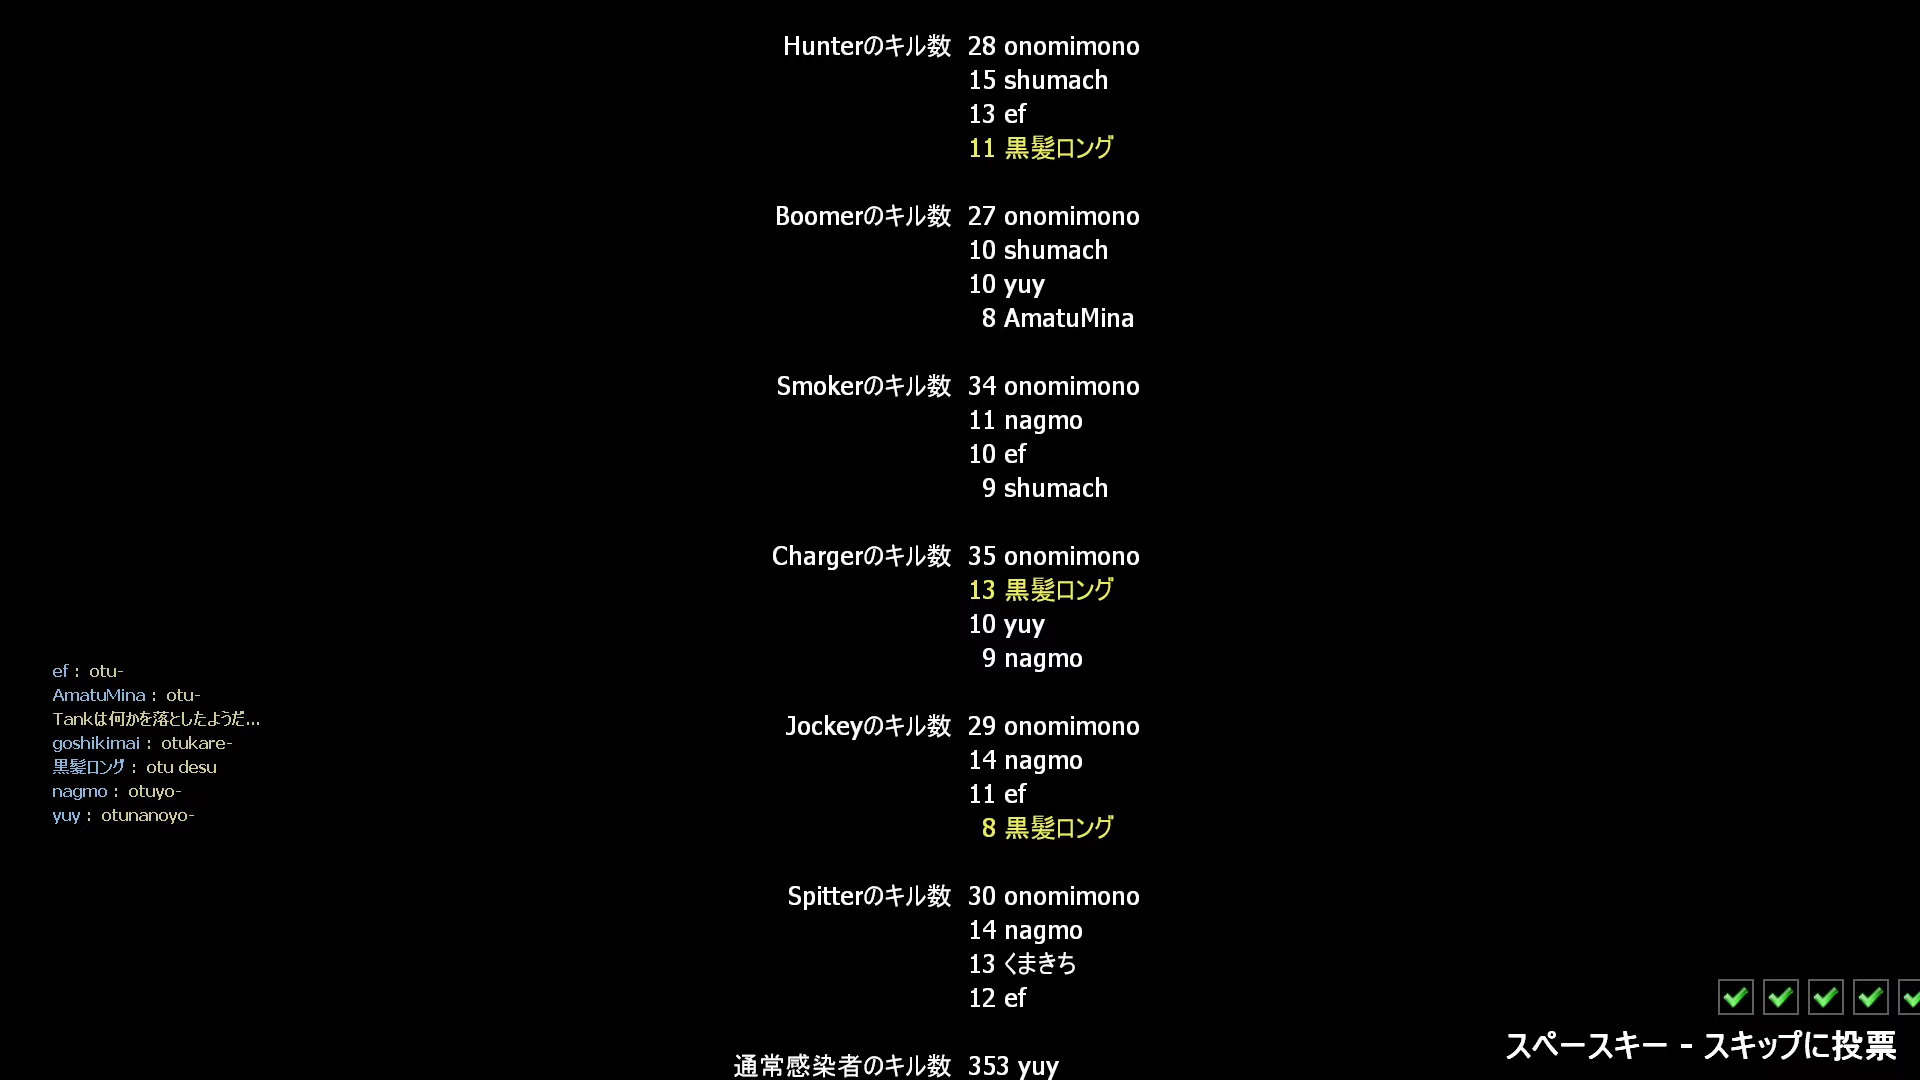 Hunterのキル数 28 onomimono
15 shumach
13 ef
11 黒髪ロング
Boomerのキル数 27 onomimono
10 shumach
10 yuy
8 AmatuMina
Smokerのキル数 34 onomimono
11 nagmo
10 ef
9 shumach
Chargerのキル数 35 onomimono
13 黒髪ロング
10 yuy
9 nagmo
Jockeyのキル数 29 onomimono
14 nagmo
11 ef
8 黒髪ロング
Spitterのキル数 30 onomimono
14 nagmo
13 くまきち
12 ef
通常感染者のキル数 353 yuy
ef : otu-
AmatuMina : otu-
Tankは何かを落としたようだ...
goshikimai : otukare-
黒髪ロング : otu desu
nagmo : otuyo-
yuy : otunanoyo-
スペースキー - スキップに投票